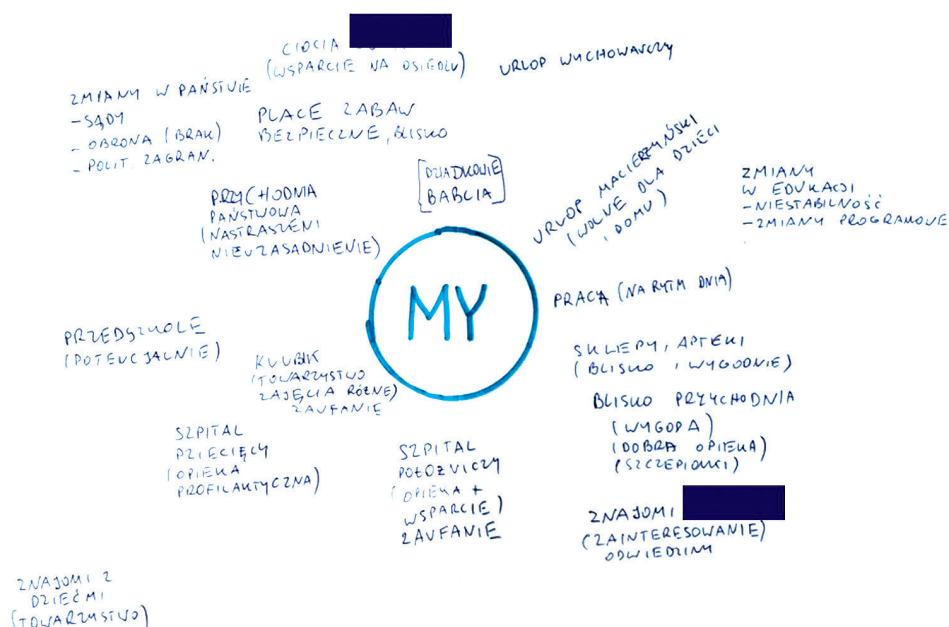 CIOCIA
(WSPARCIE NA OSIEDLU)
URLOP WYCHOWAWCZY
ZMIANY W PAŃSTWIE
- SĄDY
- OBRONA (BRAK)
- POLIT. ZAGRAN.
PLACE ZABAW
BEZPIECZNE, BLISKO
[DZIADKOWIE
BABCIA]
URLOP MACIERZYŃSKI
(WOLNE DLA DZIECI
I DOMU)
ZMIANY
W EDUKACJI
- NIESTABILNOŚĆ
- ZMIANY PROGRAMOWE
PRZYCHODNIA
PAŃSTWOWA
(NASTRASZENI
NIEUZASADNIENIE)
MY
PRACA (NA RYTM DNIA)
PRZEDSZKOLE
(POTENCJALNIE)
KLUBIK
(TOWARZYSTWO
ZAJĘCIA RÓŻNE)
ZAUFANIE
SKLEPY, APTEKI
(BLISKO I WYGODNIE)
BLISKO PRZYCHODNIA
(WYGODA)
(DOBRA OPIEKA)
(SZCZEPIONKI)
SZPITAL
DZIECIĘCY
(OPIEKA
PROFILAKTYCZNA)
SZPITAL
POŁOŻNICZY
(OPIEKA +
WSPARCIE)
ZAUFANIE
ZNAJOMI
(ZAINTERESOWANIE)
ODWIEDZINY
ZNAJOMI Z
DZIEĆMI
(TOWARZYSTWO)